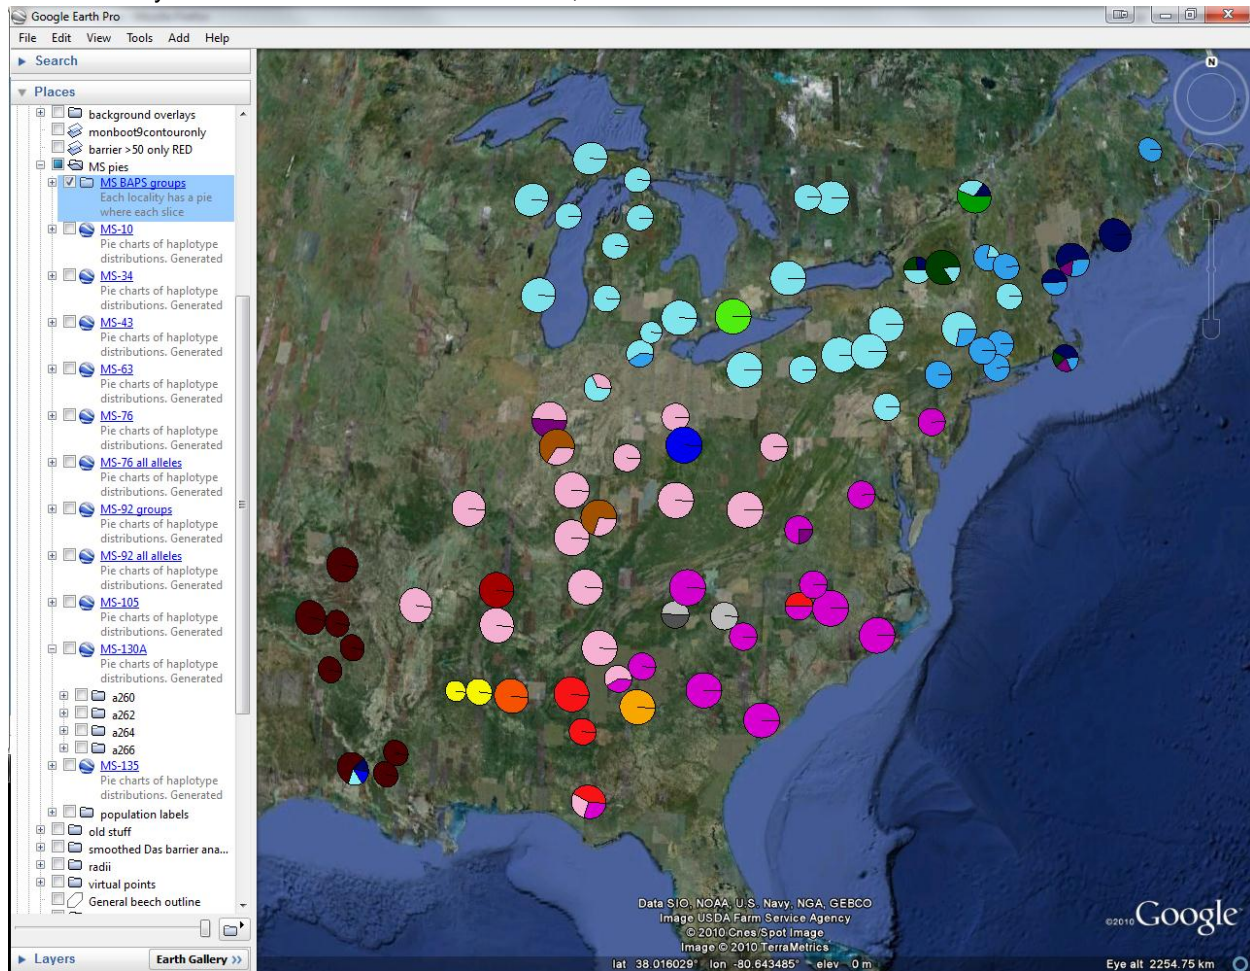 Google Earth Pro
File Edit View Tools Add Help
Search
Places
background overlays
monboot9contouronly
barrier >50 only RED
MS pies
MS BAPS groups
Each locality has a pie
where each slice
MS-10
Pie charts of haplotype
distributions. Generated
MS-34
Pie charts of haplotype
distributions. Generated
MS-43
Pie charts of haplotype
distributions. Generated
MS-63
Pie charts of haplotype
distributions. Generated
MS-76
Pie charts of haplotype
distributions. Generated
MS-76 all alleles
Pie charts of haplotype
distributions. Generated
MS-92 groups
Pie charts of haplotype
distributions. Generated
MS-92 all alleles
Pie charts of haplotype
distributions. Generated
MS-105
Pie charts of haplotype
distributions. Generated
MS-130A
Pie charts of haplotype
distributions. Generated
a260
a262
a264
a266
MS-135
Pie charts of haplotype
distributions. Generated
population labels
old stuff
smoothed Das barrier ana...
radii
virtual points
General beech outline
Layers
Earth Gallery >>
N
Data SIO, NOAA, U.S. Navy, NGA, GEBCO
Image USDA Farm Service Agency
© 2010 Cnes/Spot Image
Image © 2010 TerraMetrics
©2010 Google
lat 38.016029° lon -80.643485° elev 0 m
Eye alt 2254.75 km